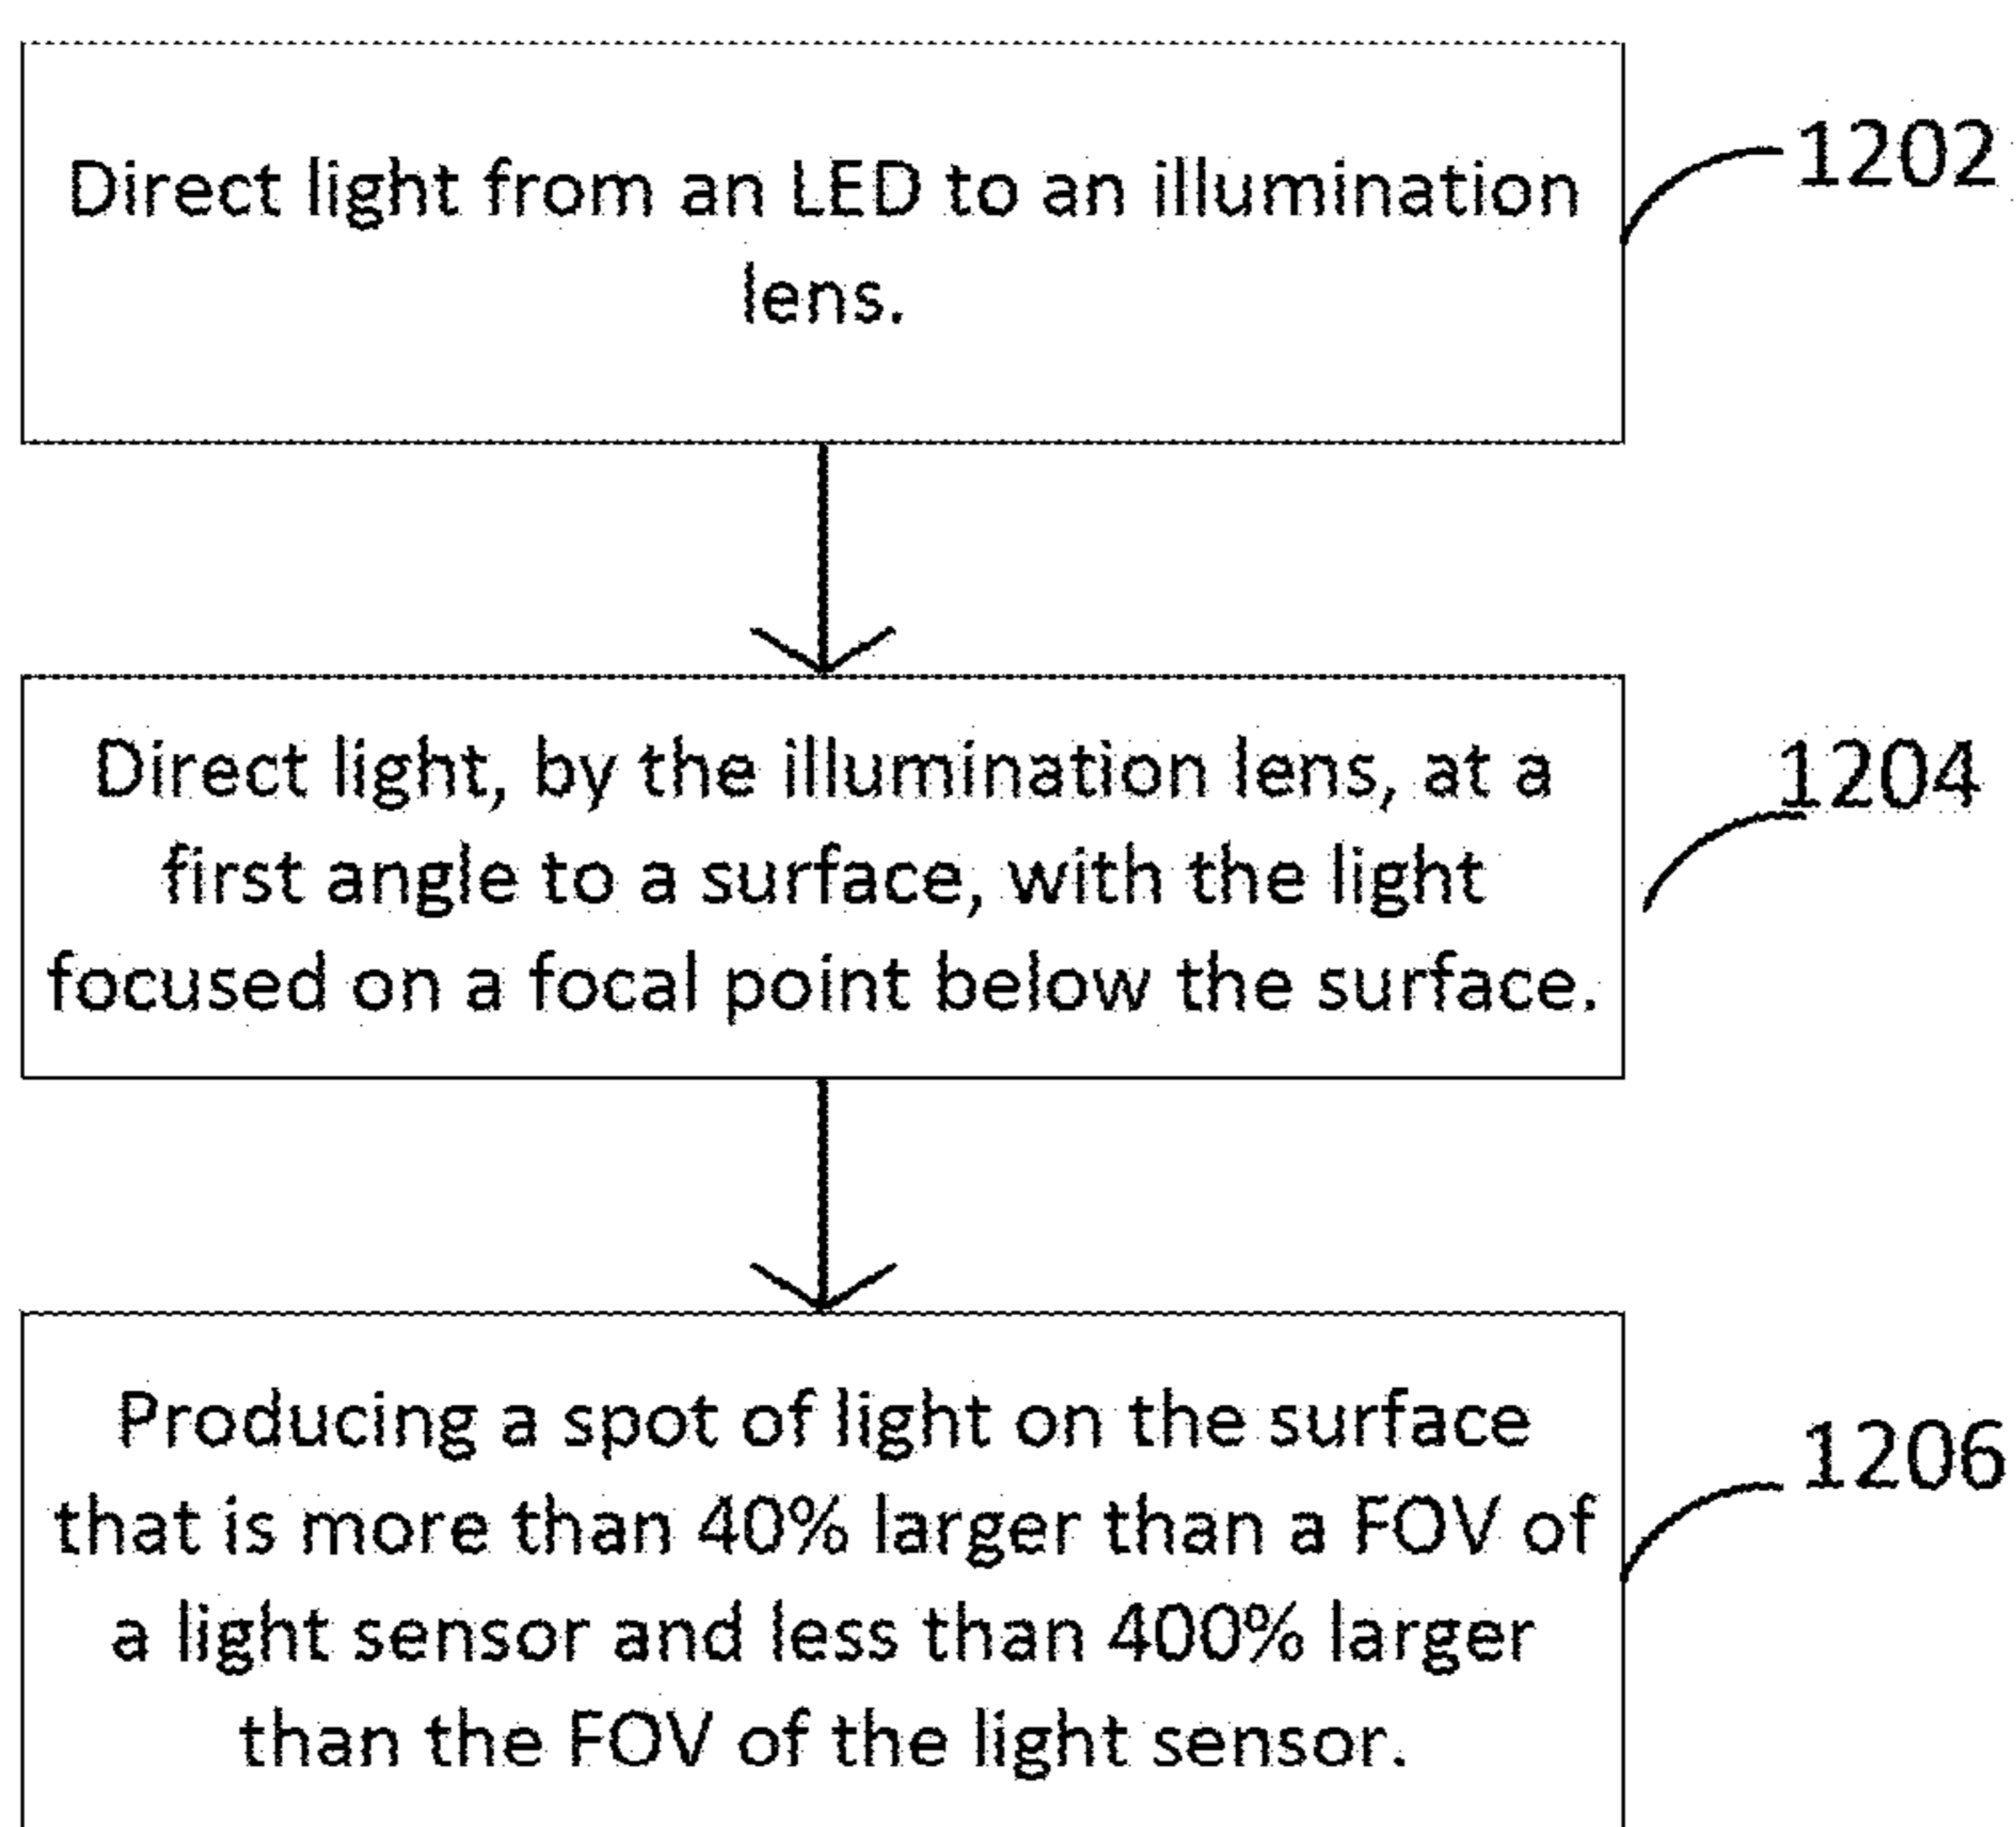 Direct light from an LED to an illumination
lens.
1202
Direct light, by the illumination lens, at a
first angle to a surface, with the light
focused on a focal point below the surface.
1204
Producing a spot of light on the surface
that is more than 40% larger than a FOV of
a light sensor and less than 400% larger
than the FOV of the light sensor.
1206